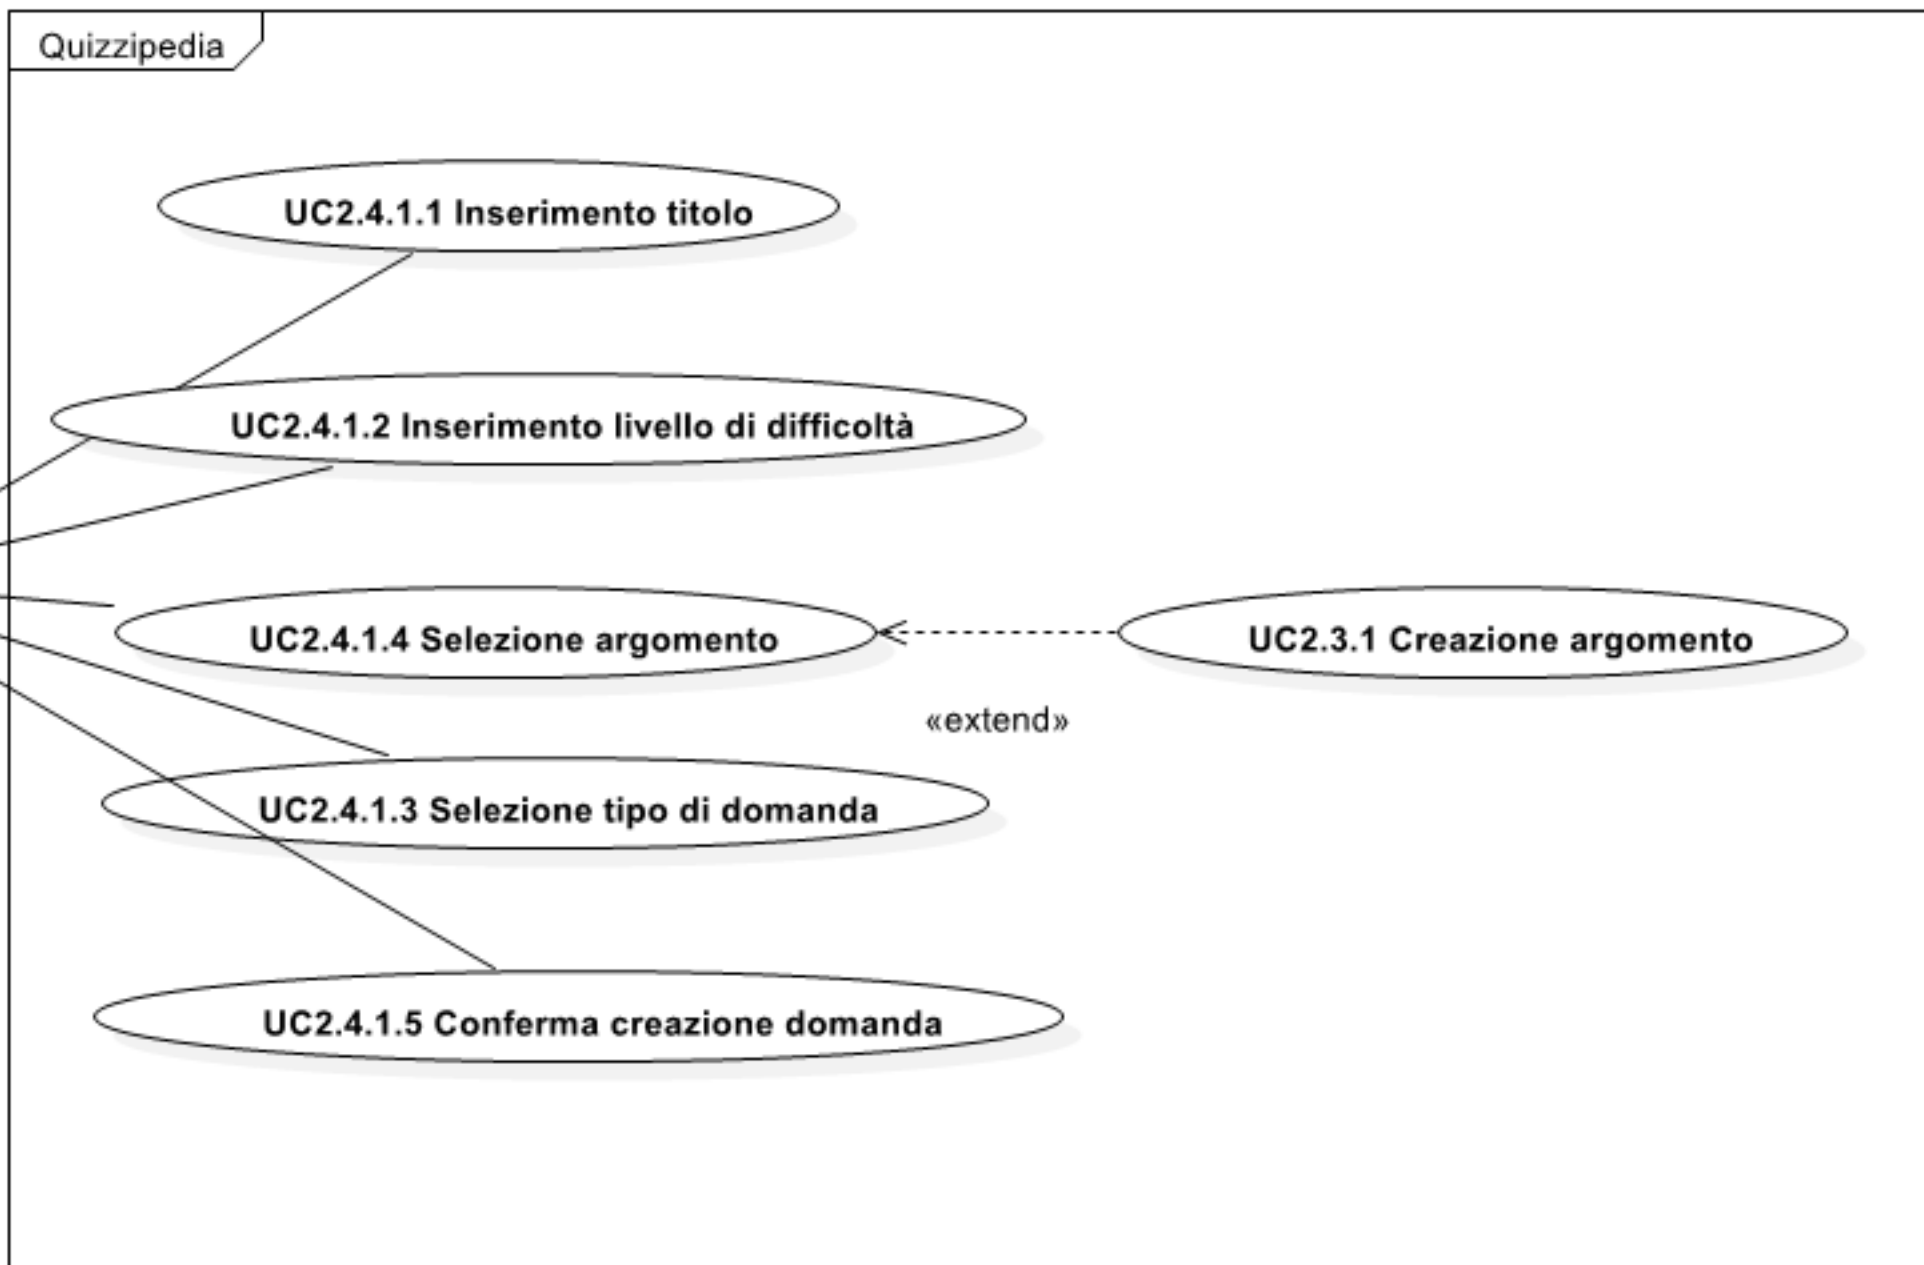 Quizzipedia
UC2.4.1.1 Inserimento titolo
UC2.4.1.2 Inserimento livello di difficoltà
UC2.4.1.4 Selezione argomento
UC2.3.1 Creazione argomento
«extend»
UC2.4.1.3 Selezione tipo di domanda
UC2.4.1.5 Conferma creazione domanda